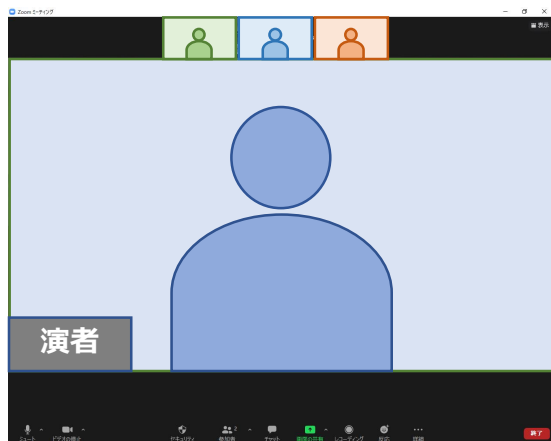 Zoom ミーティング
表示
演者
2
ミュート
ビデオの停止
セキュリティ
参加者
チャット
画面の共有
レコーディング
反応
詳細
終了